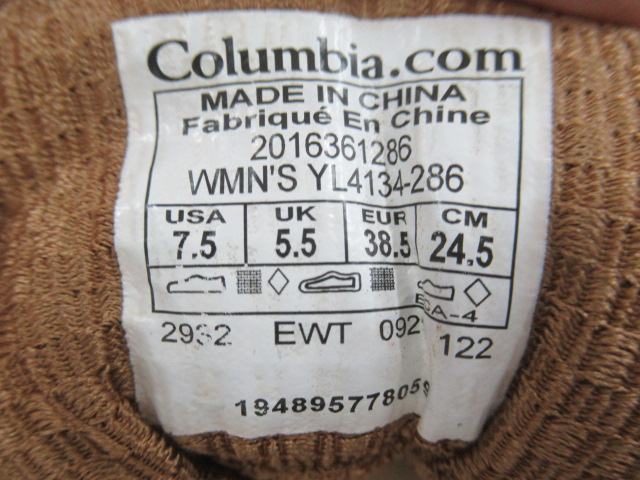 Columbia.com
MADE IN CHINA
Fabriqué En Chine
2016361286
WMN'S YL4134-286
USA UK EUR CM
7.5 5.5 38.5 24.5
EWT 092 122